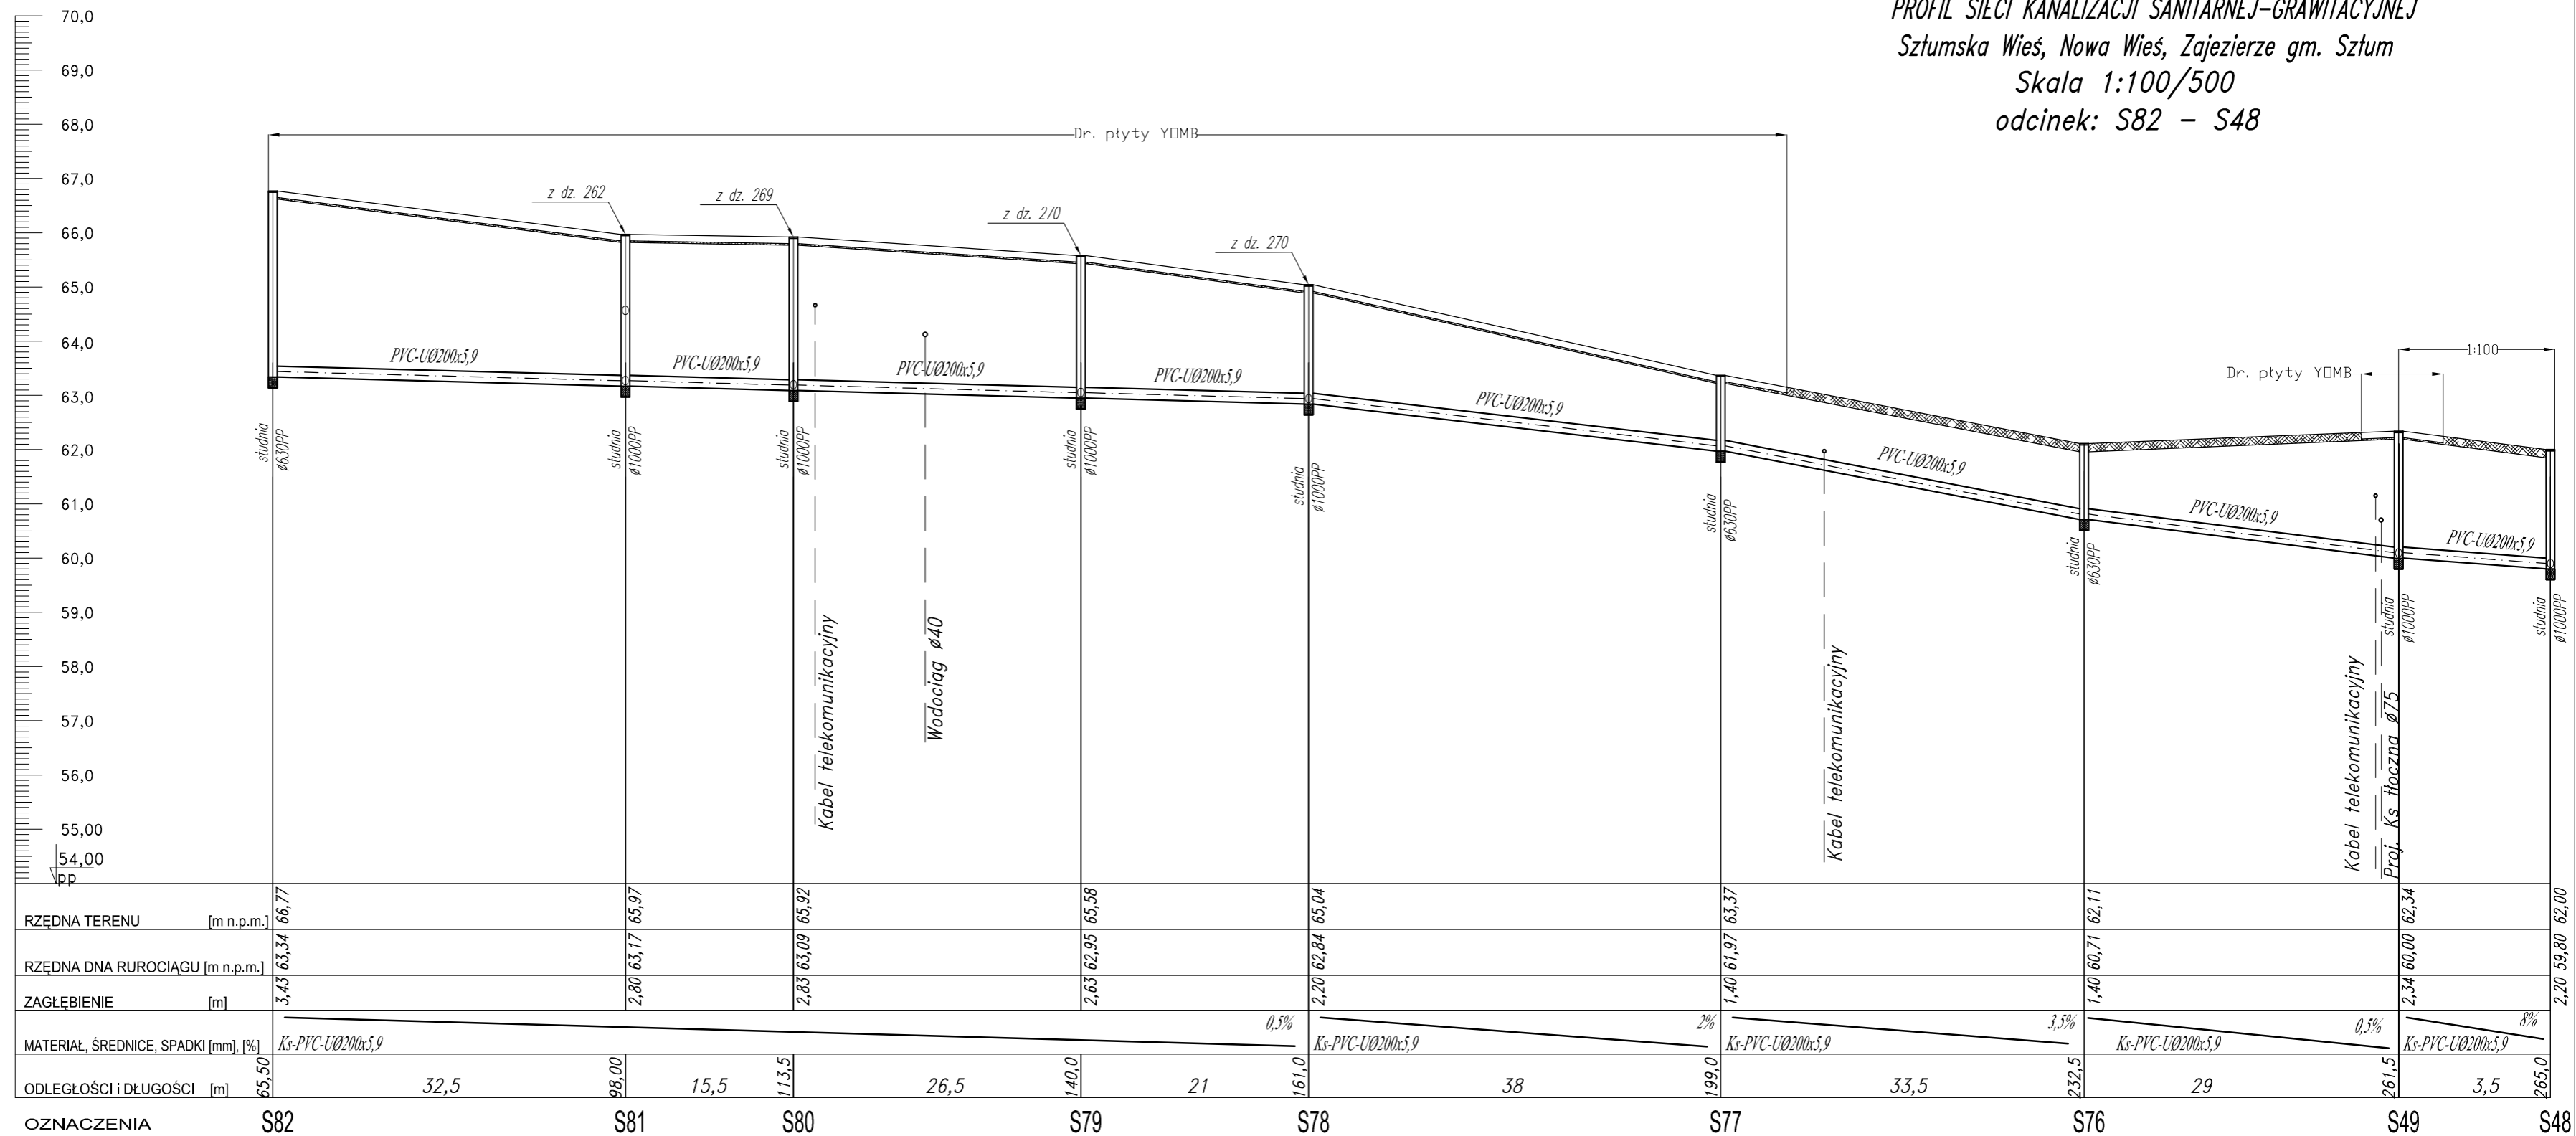 PROFIL SIECI KANALIZACJI SANITARNEJ-GRAWITACYJNEJ
Sztumska Wieś, Nowa Wieś, Zajezierze gm. Sztum
Skala 1:100/500
odcinek: S82 – S48
70,0
69,0
68,0
67,0
66,0
65,0
64,0
63,0
62,0
61,0
60,0
59,0
58,0
57,0
56,0
55,00
54,00
pp
Dr. płyty YOMB
z dz. 262
z dz. 269
z dz. 270
z dz. 270
1:100
Dr. płyty YOMB
PVC-UØ200x5,9
PVC-UØ200x5,9
PVC-UØ200x5,9
PVC-UØ200x5,9
PVC-UØ200x5,9
PVC-UØ200x5,9
PVC-UØ200x5,9
PVC-UØ200x5,9
studnia
ø630PP
studnia
ø1000PP
studnia
ø1000PP
studnia
ø1000PP
studnia
ø1000PP
studnia
ø630PP
studnia
ø630PP
studnia
ø1000PP
studnia
ø1000PP
Kabel telekomunikacyjny
Wodociąg ø40
Kabel telekomunikacyjny
Kabel telekomunikacyjny
Proj. Ks tłoczna ø75
RZĘDNA TERENU [m n.p.m.] 66,77 65,97 65,92 65,58 65,04 63,37 62,11 62,34 62,00
RZĘDNA DNA RUROCIĄGU [m n.p.m.] 63,34 63,17 63,09 62,95 62,84 61,97 60,71 60,00 59,80
ZAGŁĘBIENIE [m] 3,43 2,80 2,83 2,63 2,20 1,40 1,40 2,34 2,20
0,5% 2% 3,5% 0,5% 8%
MATERIAŁ, ŚREDNICE, SPADKI [mm], [%] Ks-PVC-UØ200x5,9 Ks-PVC-UØ200x5,9 Ks-PVC-UØ200x5,9 Ks-PVC-UØ200x5,9 Ks-PVC-UØ200x5,9
ODLEGŁOŚCI i DŁUGOŚCI [m] 65,50 32,5 98,00 15,5 113,5 26,5 140,0 21 161,0 38 199,0 33,5 232,5 29 261,5 3,5 265,0
OZNACZENIA S82 S81 S80 S79 S78 S77 S76 S49 S48